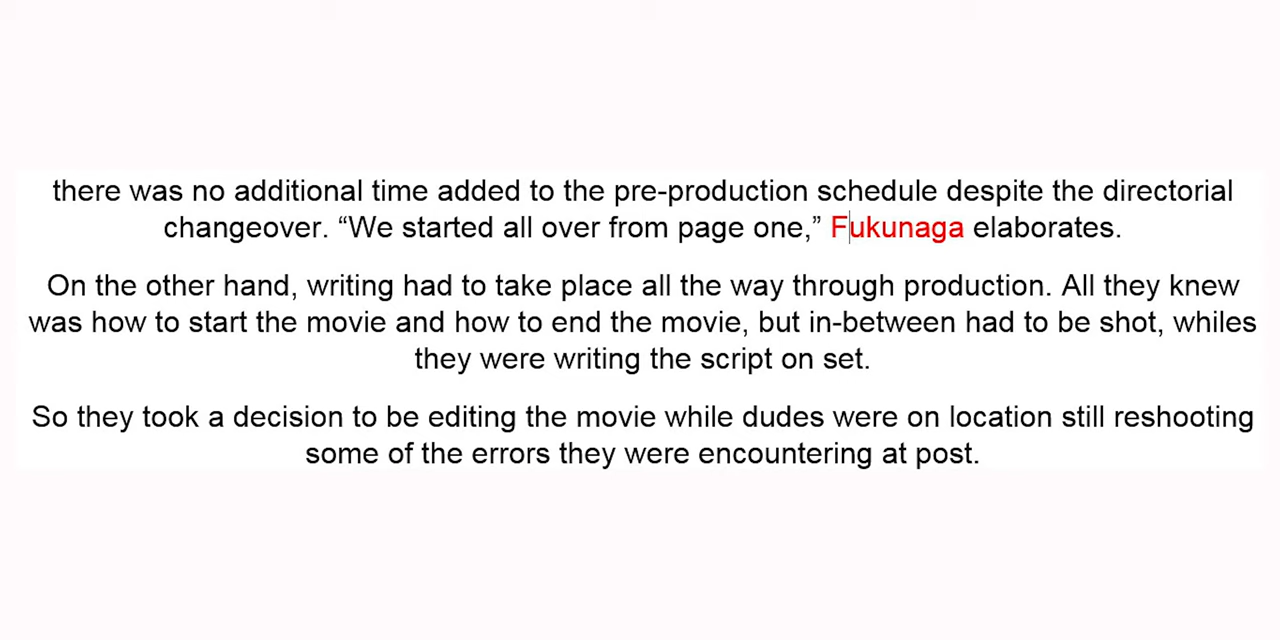 there was no additional time added to the pre-production schedule despite the directorial
changeover. “We started all over from page one,” Fukunaga elaborates.
On the other hand, writing had to take place all the way through production. All they knew
was how to start the movie and how to end the movie, but in-between had to be shot, whiles
they were writing the script on set.
So they took a decision to be editing the movie while dudes were on location still reshooting
some of the errors they were encountering at post.